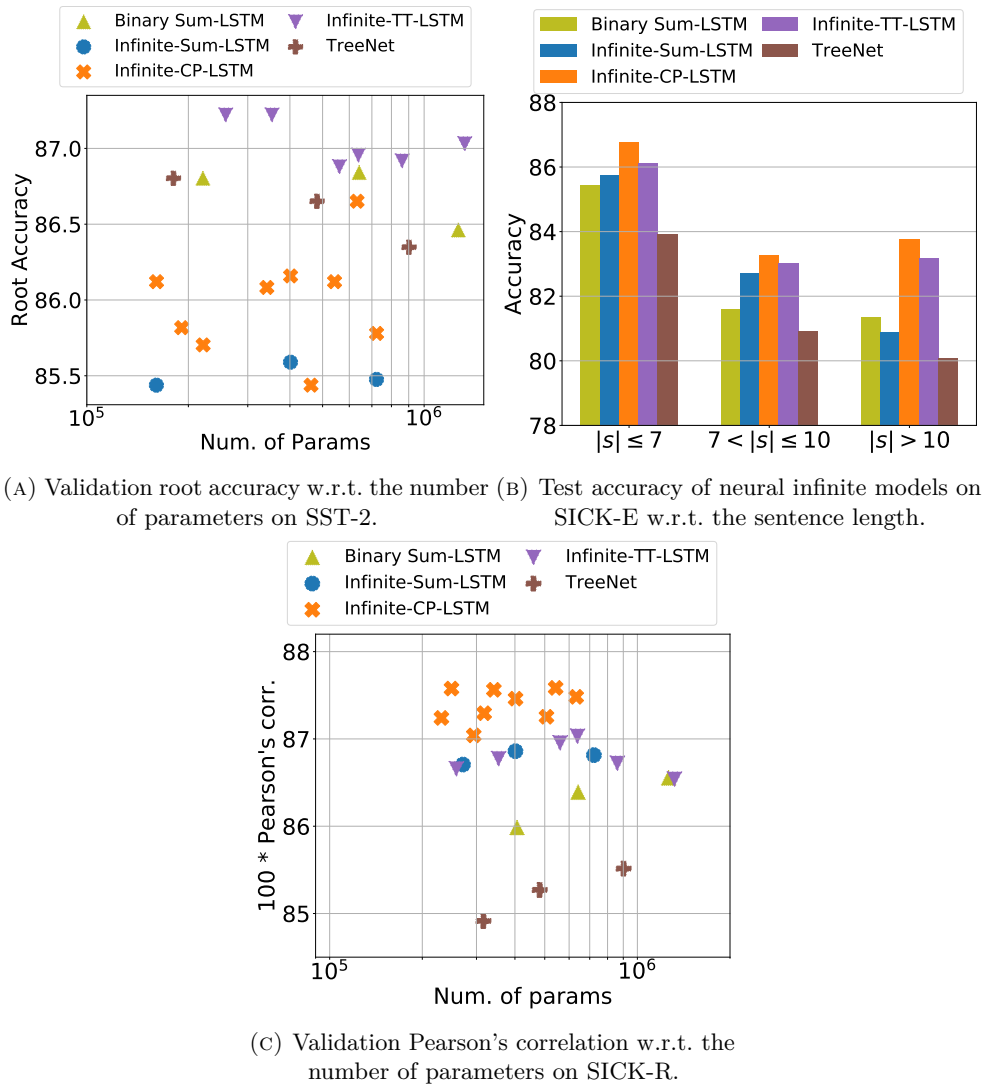 Binary Sum-LSTM
Infinite-Sum-LSTM
Infinite-CP-LSTM
Infinite-TT-LSTM
TreeNet
Root Accuracy
87.0
86.5
86.0
85.5
10^5
10^6
Num. of Params
(A) Validation root accuracy w.r.t. the number
of parameters on SST-2.
Binary Sum-LSTM
Infinite-Sum-LSTM
Infinite-CP-LSTM
Infinite-TT-LSTM
TreeNet
Accuracy
88
86
84
82
80
78
|s| ≤ 7
7 < |s| ≤ 10
|s| > 10
(B) Test accuracy of neural infinite models on
SICK-E w.r.t. the sentence length.
Binary Sum-LSTM
Infinite-Sum-LSTM
Infinite-CP-LSTM
Infinite-TT-LSTM
TreeNet
100 * Pearson's corr.
88
87
86
85
10^5
10^6
Num. of params
(C) Validation Pearson's correlation w.r.t. the
number of parameters on SICK-R.